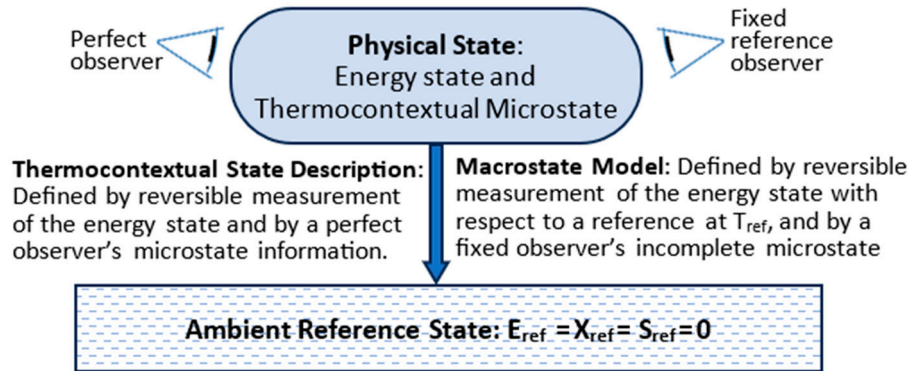 Perfect
observer
Physical State:
Energy state and
Thermocontextual Microstate
Fixed
reference
observer
Thermocontextual State Description:
Defined by reversible measurement
of the energy state and by a perfect
observer's microstate information.
Macrostate Model: Defined by reversible
measurement of the energy state with
respect to a reference at Tref, and by a
fixed observer's incomplete microstate
Ambient Reference State: Eref =Xref= Sref=0